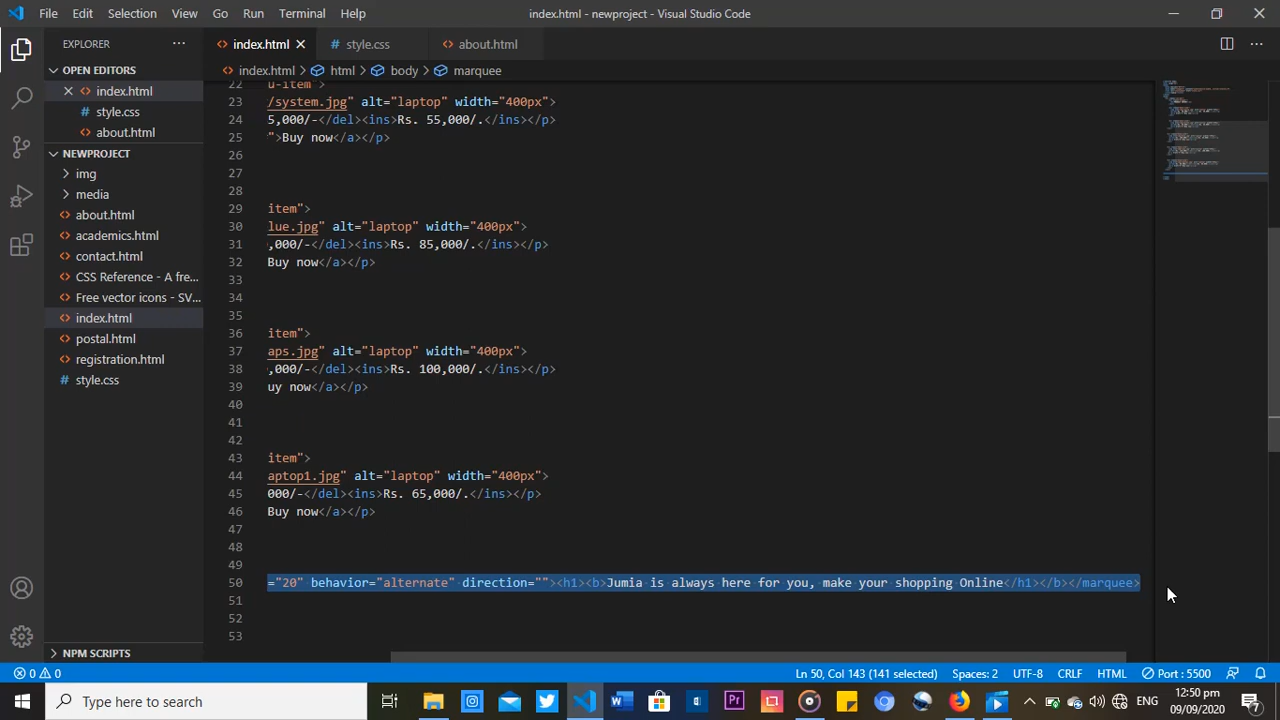 File Edit Selection View Go Run Terminal Help
index.html - newproject - Visual Studio Code
EXPLORER
index.html
style.css
about.html
OPEN EDITORS
index.html > html > body > marquee
index.html
style.css
about.html
NEWPROJECT
img
media
about.html
academics.html
contact.html
CSS Reference - A fre...
Free vector icons - SV...
index.html
postal.html
registration.html
style.css
NPM SCRIPTS
22 u-item">
23 /system.jpg" alt="laptop" width="400px">
24 5,000/-</del><ins>Rs. 55,000/.</ins></p>
25 ">Buy now</a></p>
26
27
28
29 item">
30 lue.jpg" alt="laptop" width="400px">
31 ,000/-</del><ins>Rs. 85,000/.</ins></p>
32 Buy now</a></p>
33
34
35
36 item">
37 aps.jpg" alt="laptop" width="400px">
38 ,000/-</del><ins>Rs. 100,000/.</ins></p>
39 uy now</a></p>
40
41
42
43 item">
44 aptop1.jpg" alt="laptop" width="400px">
45 000/-</del><ins>Rs. 65,000/.</ins></p>
46 Buy now</a></p>
47
48
49
50 ="20" behavior="alternate" direction=""><h1><b>Jumia is always here for you, make your shopping Online</h1></b></marquee>
51
52
53
0 0
Ln 50, Col 143 (141 selected) Spaces: 2 UTF-8 CRLF HTML Port : 5500
Type here to search
ENG
12:50 pm
09/09/2020
7